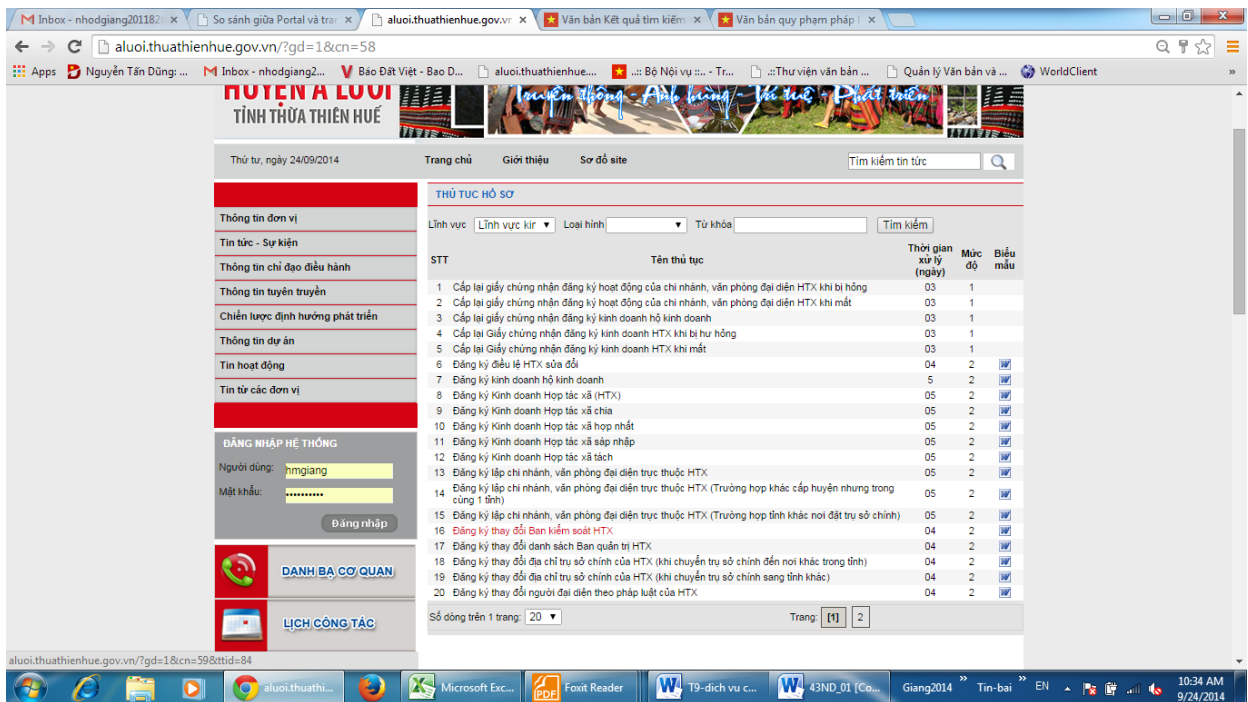 Inbox - nhodgiang201182
So sánh giữa Portal và tra
aluoi.thuathienhue.gov.vn
Văn bản Kết quả tìm kiếm
Văn bản quy phạm pháp l
aluoi.thuathienhue.gov.vn/?gd=1&cn=58
Apps
Nguyễn Tấn Dũng: ...
Inbox - nhodgiang2...
Báo Đất Việt - Bao D...
aluoi.thuathienhue....
..:: Bộ Nội vụ ::.. - Tr...
.::Thư viện văn bản ...
Quản lý Văn bản và ...
WorldClient
»
HUYỆN A LƯỚI
TỈNH THỪA THIÊN HUẾ
Truyền thống - Anh hùng - Trí tuệ - Phát triển
Thứ tư, ngày 24/09/2014
Trang chủ
Giới thiệu
Sơ đồ site
Tìm kiếm tin tức
Thông tin đơn vị
Tin tức - Sự kiện
Thông tin chỉ đạo điều hành
Thông tin tuyên truyền
Chiến lược định hướng phát triển
Thông tin dự án
Tin hoạt động
Tin từ các đơn vị
ĐĂNG NHẬP HỆ THỐNG
Người dùng: hmgiang
Mật khẩu: ••••••••••
Đăng nhập
DANH BẠ CƠ QUAN
LỊCH CÔNG TÁC
THỦ TỤC HỒ SƠ
Lĩnh vực Lĩnh vực kir Loại hình Từ khóa Tìm kiếm
STT Tên thủ tục Thời gian xử lý (ngày) Mức độ Biểu mẫu
1 Cấp lại giấy chứng nhận đăng ký hoạt động của chi nhánh, văn phòng đại diện HTX khi bị hỏng 03 1
2 Cấp lại giấy chứng nhận đăng ký hoạt động của chi nhánh, văn phòng đại diện HTX khi mất 03 1
3 Cấp lại giấy chứng nhận đăng ký kinh doanh hộ kinh doanh 03 1
4 Cấp lại Giấy chứng nhận đăng ký kinh doanh HTX khi bị hư hỏng 03 1
5 Cấp lại Giấy chứng nhận đăng ký kinh doanh HTX khi mất 03 1
6 Đăng ký điều lệ HTX sửa đổi 04 2
7 Đăng ký kinh doanh hộ kinh doanh 5 2
8 Đăng ký Kinh doanh Hợp tác xã (HTX) 05 2
9 Đăng ký Kinh doanh Hợp tác xã chia 05 2
10 Đăng ký Kinh doanh Hợp tác xã hợp nhất 05 2
11 Đăng ký Kinh doanh Hợp tác xã sáp nhập 05 2
12 Đăng ký Kinh doanh Hợp tác xã tách 05 2
13 Đăng ký lập chi nhánh, văn phòng đại diện trực thuộc HTX 05 2
14 Đăng ký lập chi nhánh, văn phòng đại diện trực thuộc HTX (Trường hợp khác cấp huyện nhưng trong
cùng 1 tỉnh) 05 2
15 Đăng ký lập chi nhánh, văn phòng đại diện trực thuộc HTX (Trường hợp tỉnh khác nơi đặt trụ sở chính) 05 2
16 Đăng ký thay đổi Ban kiểm soát HTX 04 2
17 Đăng ký thay đổi danh sách Ban quản trị HTX 04 2
18 Đăng ký thay đổi địa chỉ trụ sở chính của HTX (khi chuyển trụ sở chính đến nơi khác trong tỉnh) 04 2
19 Đăng ký thay đổi địa chỉ trụ sở chính của HTX (khi chuyển trụ sở chính sang tỉnh khác) 04 2
20 Đăng ký thay đổi người đại diện theo pháp luật của HTX 04 2
Số dòng trên 1 trang: 20
Trang: [1] 2
aluoi.thuathienhue.gov.vn/?gd=1&cn=59&ttid=84
aluoi.thuathi...
Microsoft Exc...
Foxit Reader
T9-dich vu c...
43ND_01 [Co...
Giang2014 »
Tin-bai »
EN
10:34 AM
9/24/2014